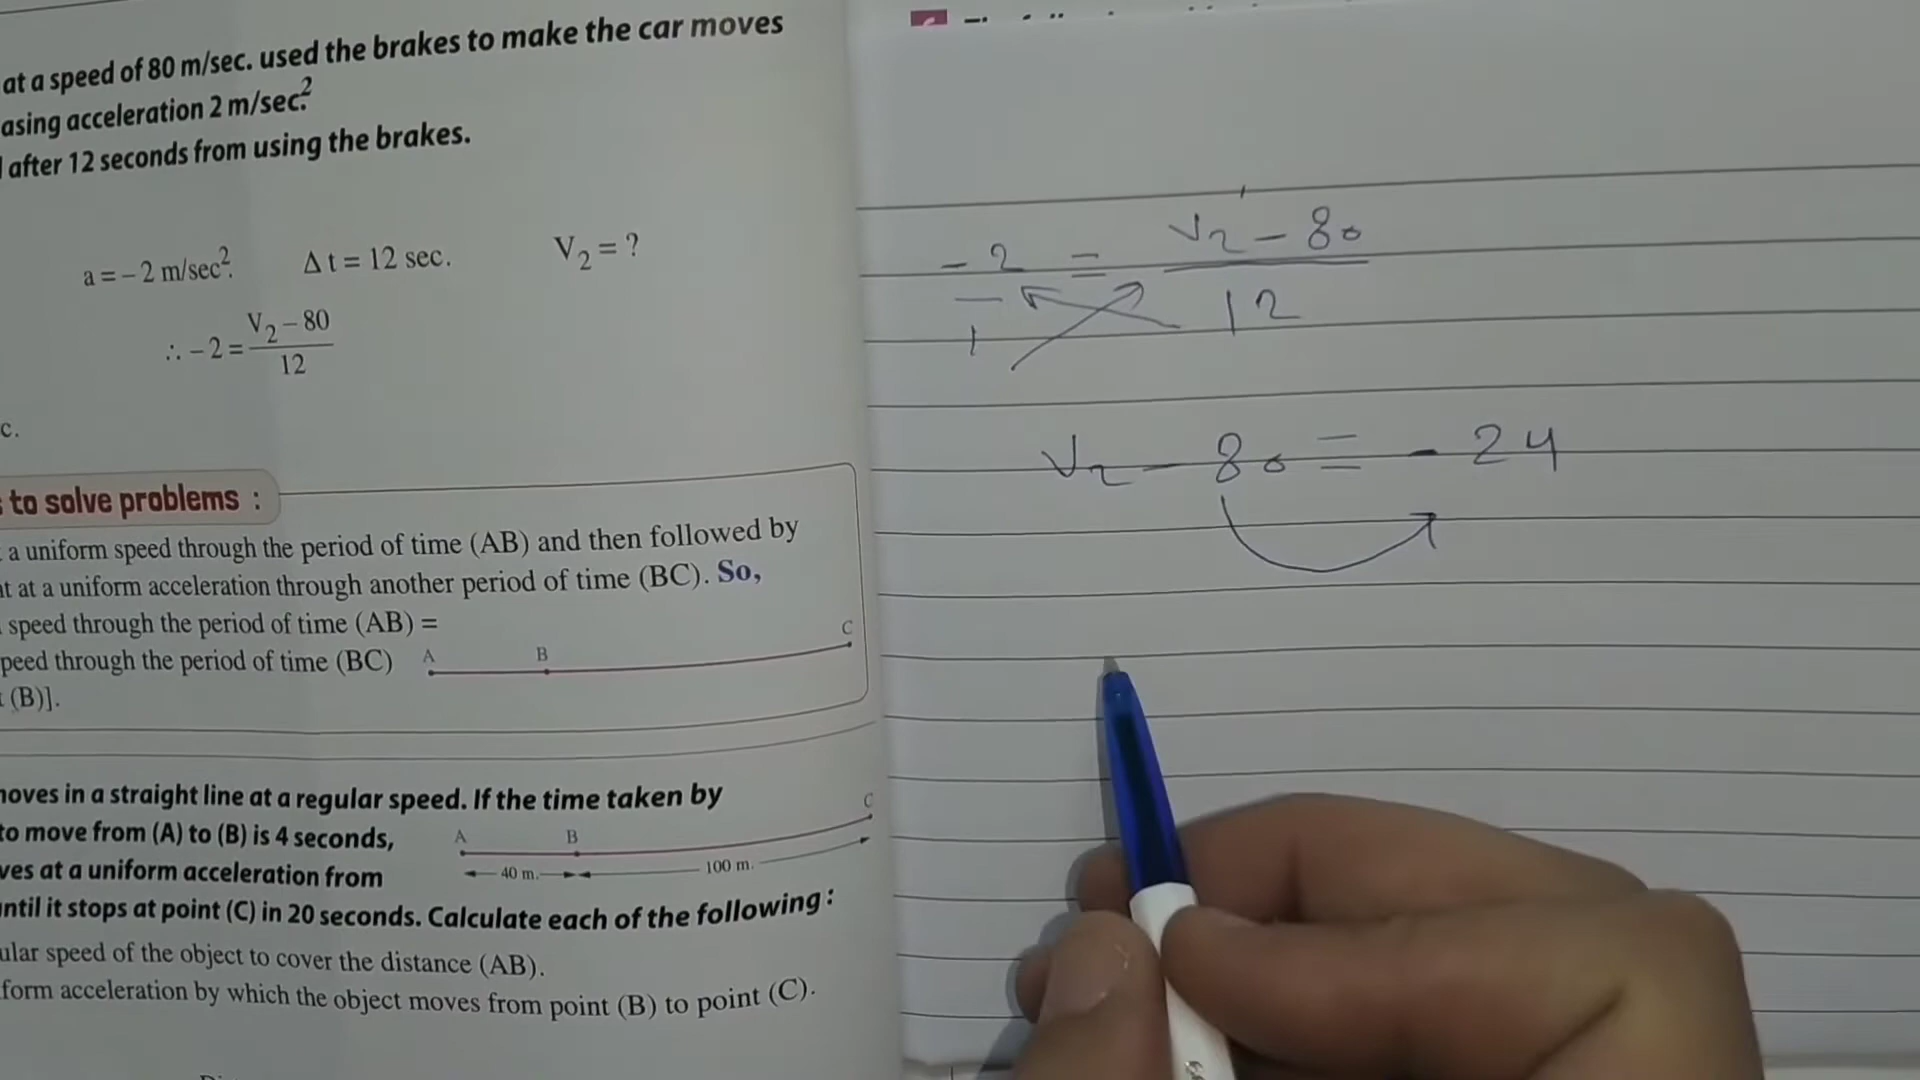 at a speed of 80 m/sec. used the brakes to make the car moves
asing acceleration 2 m/sec.²
after 12 seconds from using the brakes.
a = – 2 m/sec². Δ t = 12 sec. V₂ = ?
∴ – 2 = (V₂ – 80) / 12
c.
to solve problems :
a uniform speed through the period of time (AB) and then followed by
at a uniform acceleration through another period of time (BC). So,
speed through the period of time (AB) =
peed through the period of time (BC)
A B C
(B)].
moves in a straight line at a regular speed. If the time taken by
to move from (A) to (B) is 4 seconds,
A B C
ves at a uniform acceleration from
40 m. 100 m.
until it stops at point (C) in 20 seconds. Calculate each of the following :
ular speed of the object to cover the distance (AB).
form acceleration by which the object moves from point (B) to point (C).
-2 / 1 = (V₂ - 80) / 12
V₂ - 80 = - 24